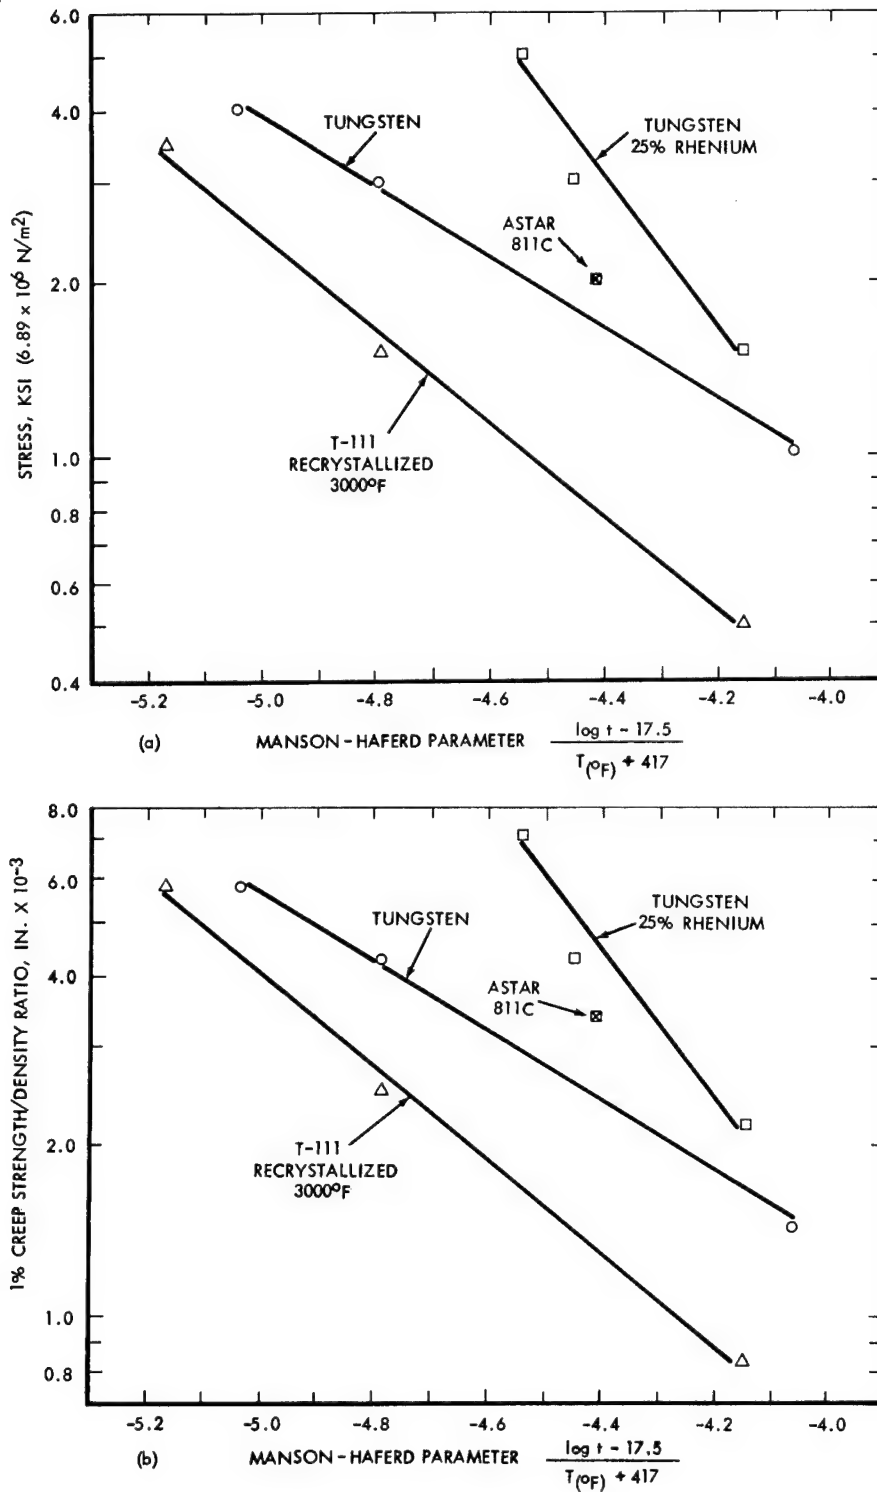 6.0
4.0
2.0
1.0
0.8
0.6
0.4
STRESS, KSI (6.89 x 10⁶ N/m²)
TUNGSTEN
TUNGSTEN
25% RHENIUM
ASTAR
811C
T-111
RECRYSTALLIZED
3000°F
-5.2 -5.0 -4.8 -4.6 -4.4 -4.2 -4.0
(a) MANSON-HAFERD PARAMETER
log t - 17.5
T(°F) + 417
8.0
6.0
4.0
2.0
1.0
0.8
1% CREEP STRENGTH/DENSITY RATIO, IN. X 10⁻³
TUNGSTEN
TUNGSTEN
25% RHENIUM
ASTAR
811C
T-111
RECRYSTALLIZED
3000°F
-5.2 -5.0 -4.8 -4.6 -4.4 -4.2 -4.0
(b) MANSON-HAFERD PARAMETER
log t - 17.5
T(°F) + 417